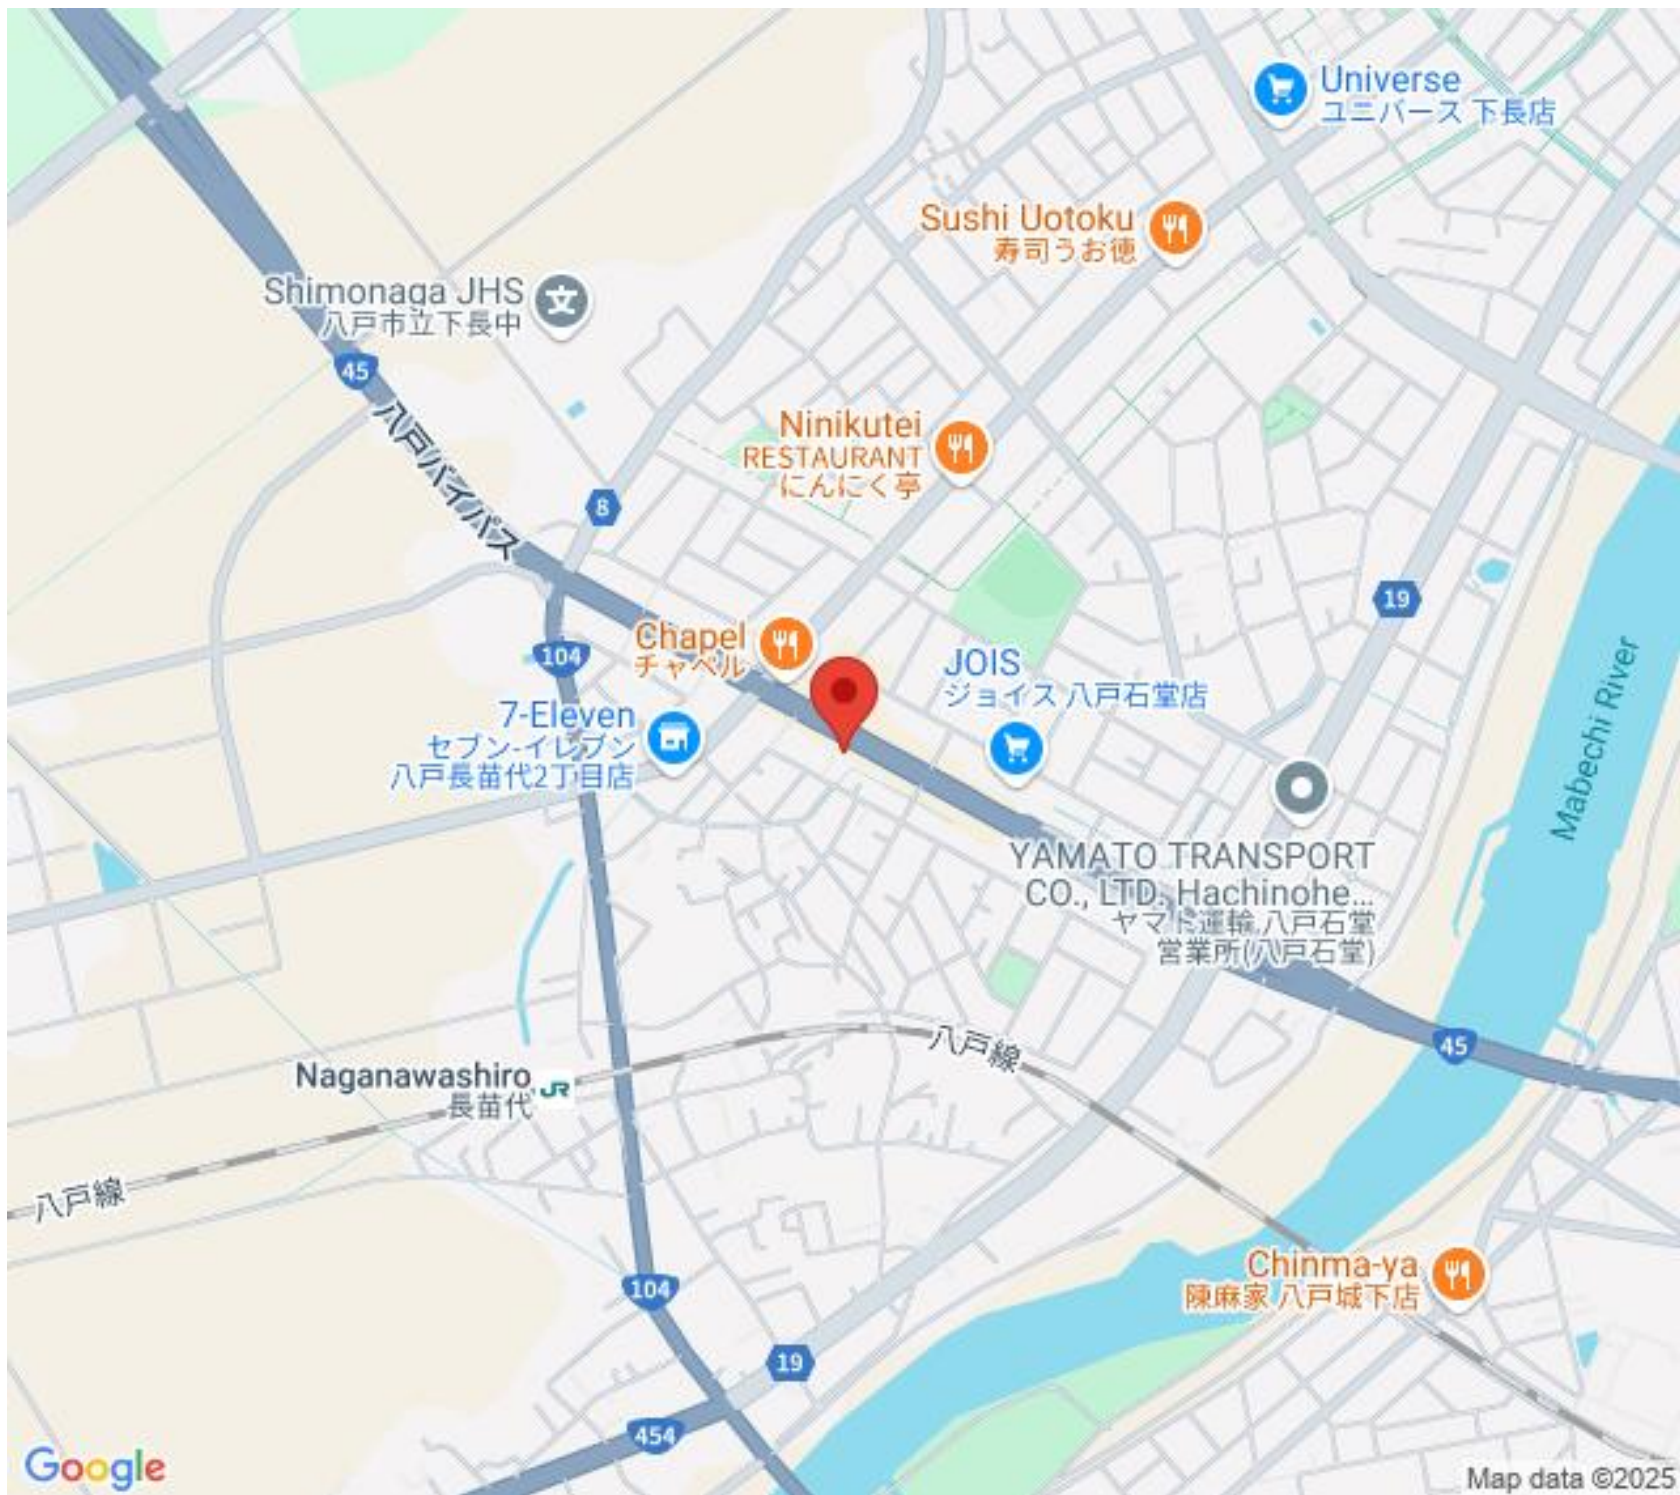 Universe
ユニバース 下長店
Sushi Uotoku
寿司うお徳
Shimonaga JHS
八戸市立下長中
45
八戸バイパス
Ninikutei
RESTAURANT
にんにく亭
8
19
Chapel
チャペル
104
JOIS
ジョイス 八戸石堂店
7-Eleven
セブン-イレブン
八戸長苗代2丁目店
Mabechi River
YAMATO TRANSPORT
CO., LTD. Hachinohe...
ヤマト運輸 八戸石堂
営業所(八戸石堂)
45
八戸線
Naganawashiro
長苗代
JR
八戸線
Chinma-ya
陳麻家 八戸城下店
104
19
454
Google
Map data ©2025